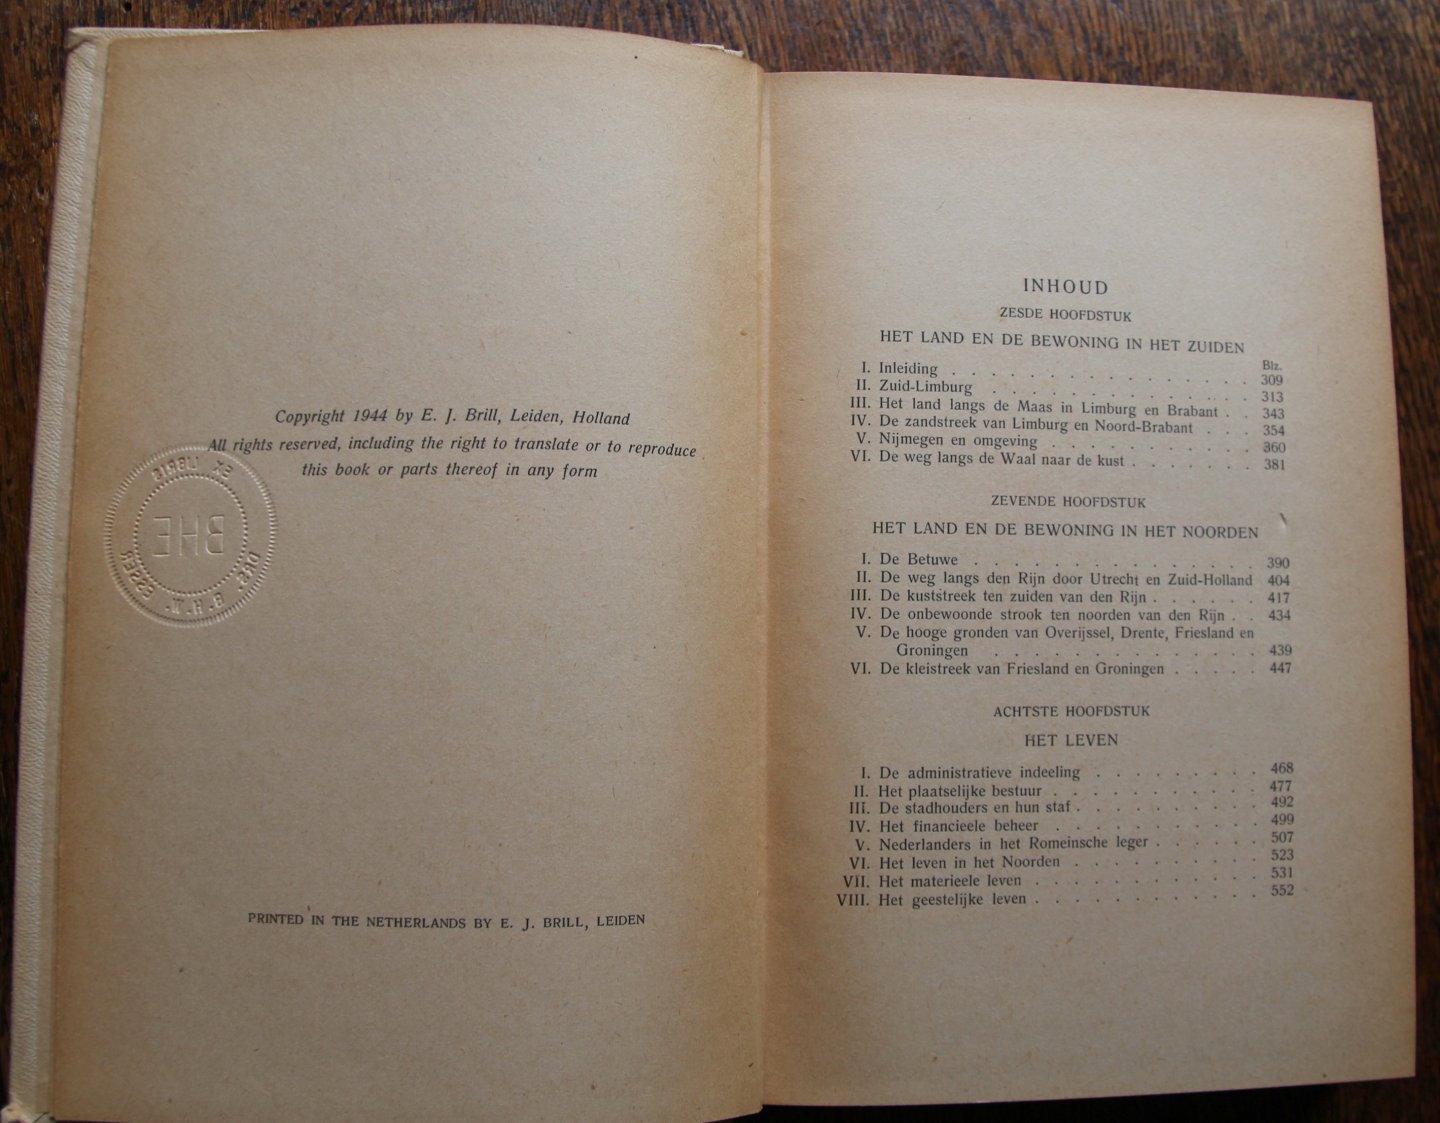 Copyright 1944 by E. J. Brill, Leiden, Holland
All rights reserved, including the right to translate or to reproduce
this book or parts thereof in any form
EX LIBRIS
BHE
DRS. B.H.W. ESSER
PRINTED IN THE NETHERLANDS BY E. J. BRILL, LEIDEN
INHOUD
ZESDE HOOFDSTUK
HET LAND EN DE BEWONING IN HET ZUIDEN
Blz.
I. Inleiding . . . . . . . . . . . . . . . . 309
II. Zuid-Limburg . . . . . . . . . . . . . . 313
III. Het land langs de Maas in Limburg en Brabant . . 343
IV. De zandstreek van Limburg en Noord-Brabant . . . 354
V. Nijmegen en omgeving . . . . . . . . . . 360
VI. De weg langs de Waal naar de kust . . . . . . . 381
ZEVENDE HOOFDSTUK
HET LAND EN DE BEWONING IN HET NOORDEN
I. De Betuwe . . . . . . . . . . . . . . . 390
II. De weg langs den Rijn door Utrecht en Zuid-Holland 404
III. De kuststreek ten zuiden van den Rijn . . . . . . 417
IV. De onbewoonde strook ten noorden van den Rijn . . 434
V. De hooge gronden van Overijssel, Drente, Friesland en
Groningen . . . . . . . . . . . . . . 439
VI. De kleistreek van Friesland en Groningen . . . . . 447
ACHTSTE HOOFDSTUK
HET LEVEN
I. De administratieve indeeling . . . . . . . . . 468
II. Het plaatselijke bestuur . . . . . . . . . . . 477
III. De stadhouders en hun staf . . . . . . . . . . 492
IV. Het financieele beheer . . . . . . . . . . . 499
V. Nederlanders in het Romeinsche leger . . . . . . 507
VI. Het leven in het Noorden . . . . . . . . . . 523
VII. Het materieele leven . . . . . . . . . . . . 531
VIII. Het geestelijke leven . . . . . . . . . . . . 552